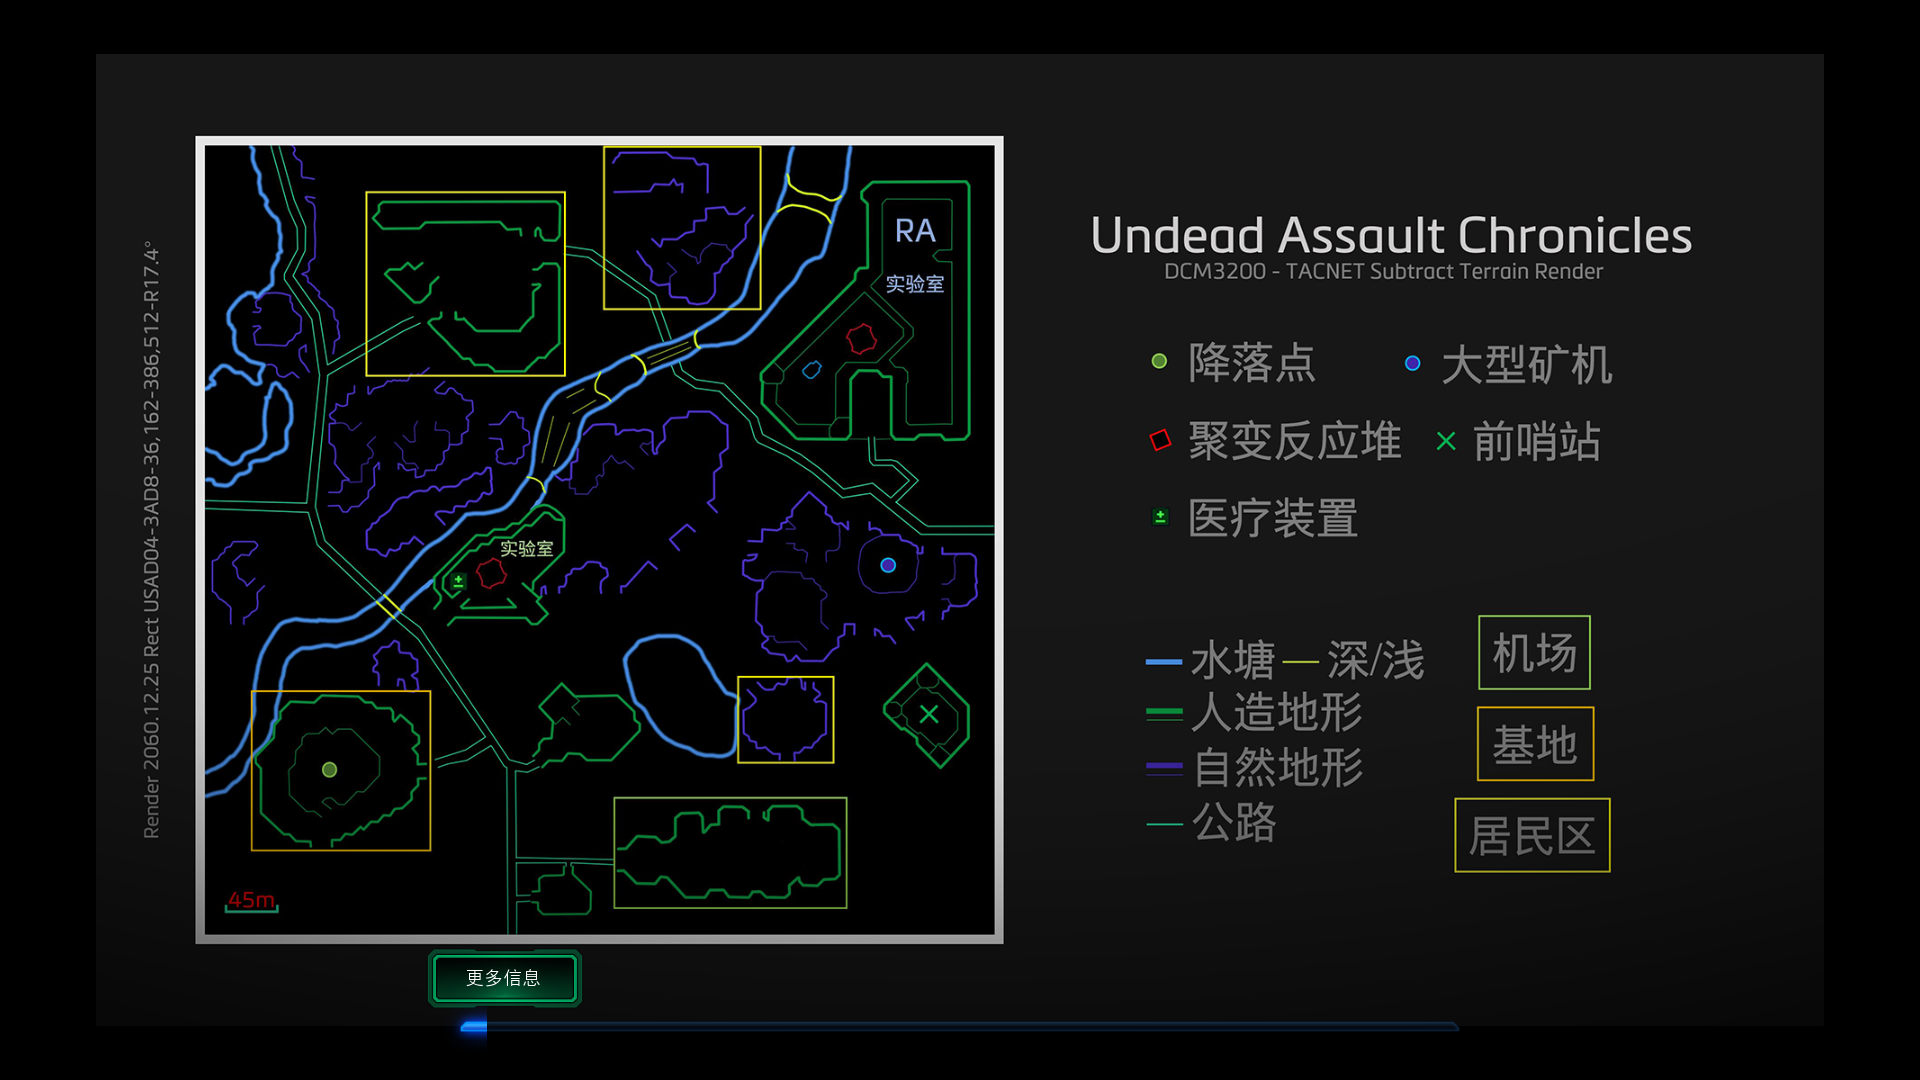 Undead Assault Chronicles
DCM3200 - TACNET Subtract Terrain Render
Render 2060.12.25 Rect USAD04-3AD8-36,162-386,512-R17.4°
RA
实验室
实验室
45m
降落点
大型矿机
聚变反应堆
前哨站
医疗装置
水塘
深/浅
人造地形
自然地形
公路
机场
基地
居民区
更多信息